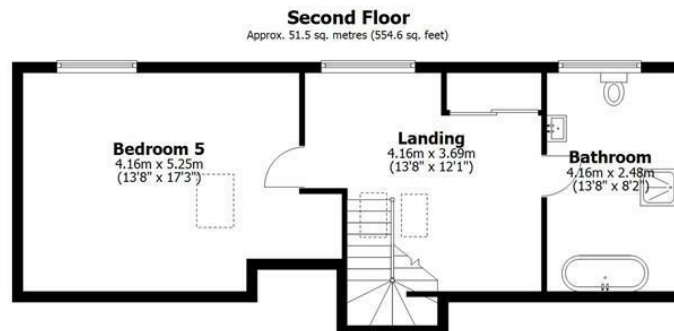 Second Floor
Approx. 51.5 sq. metres (554.6 sq. feet)
Bedroom 5
4.16m x 5.25m
(13'8" x 17'3")
Landing
4.16m x 3.69m
(13'8" x 12'1")
Bathroom
4.16m x 2.48m
(13'8" x 8'2")